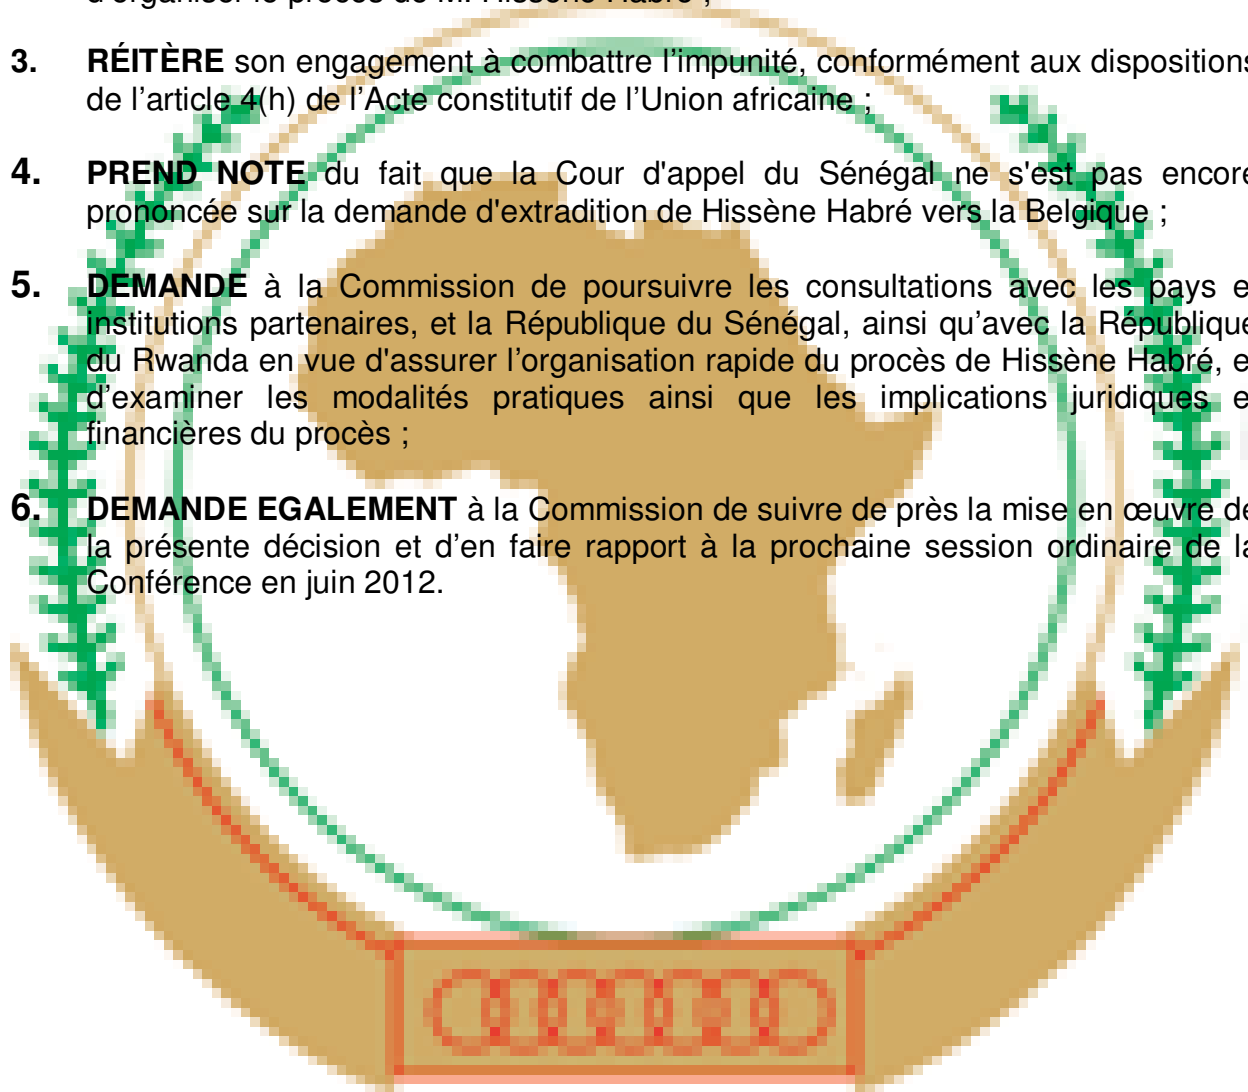 d'organiser le procès de M. Hissène Habré ;
3. RÉITÈRE son engagement à combattre l’impunité, conformément aux dispositions
de l’article 4(h) de l’Acte constitutif de l’Union africaine ;
4. PREND NOTE du fait que la Cour d'appel du Sénégal ne s'est pas encore
prononcée sur la demande d'extradition de Hissène Habré vers la Belgique ;
5. DEMANDE à la Commission de poursuivre les consultations avec les pays e
institutions partenaires, et la République du Sénégal, ainsi qu’avec la République
du Rwanda en vue d'assurer l’organisation rapide du procès de Hissène Habré, e
d’examiner les modalités pratiques ainsi que les implications juridiques e
financières du procès ;
6. DEMANDE EGALEMENT à la Commission de suivre de près la mise en œuvre de
la présente décision et d’en faire rapport à la prochaine session ordinaire de la
Conférence en juin 2012.